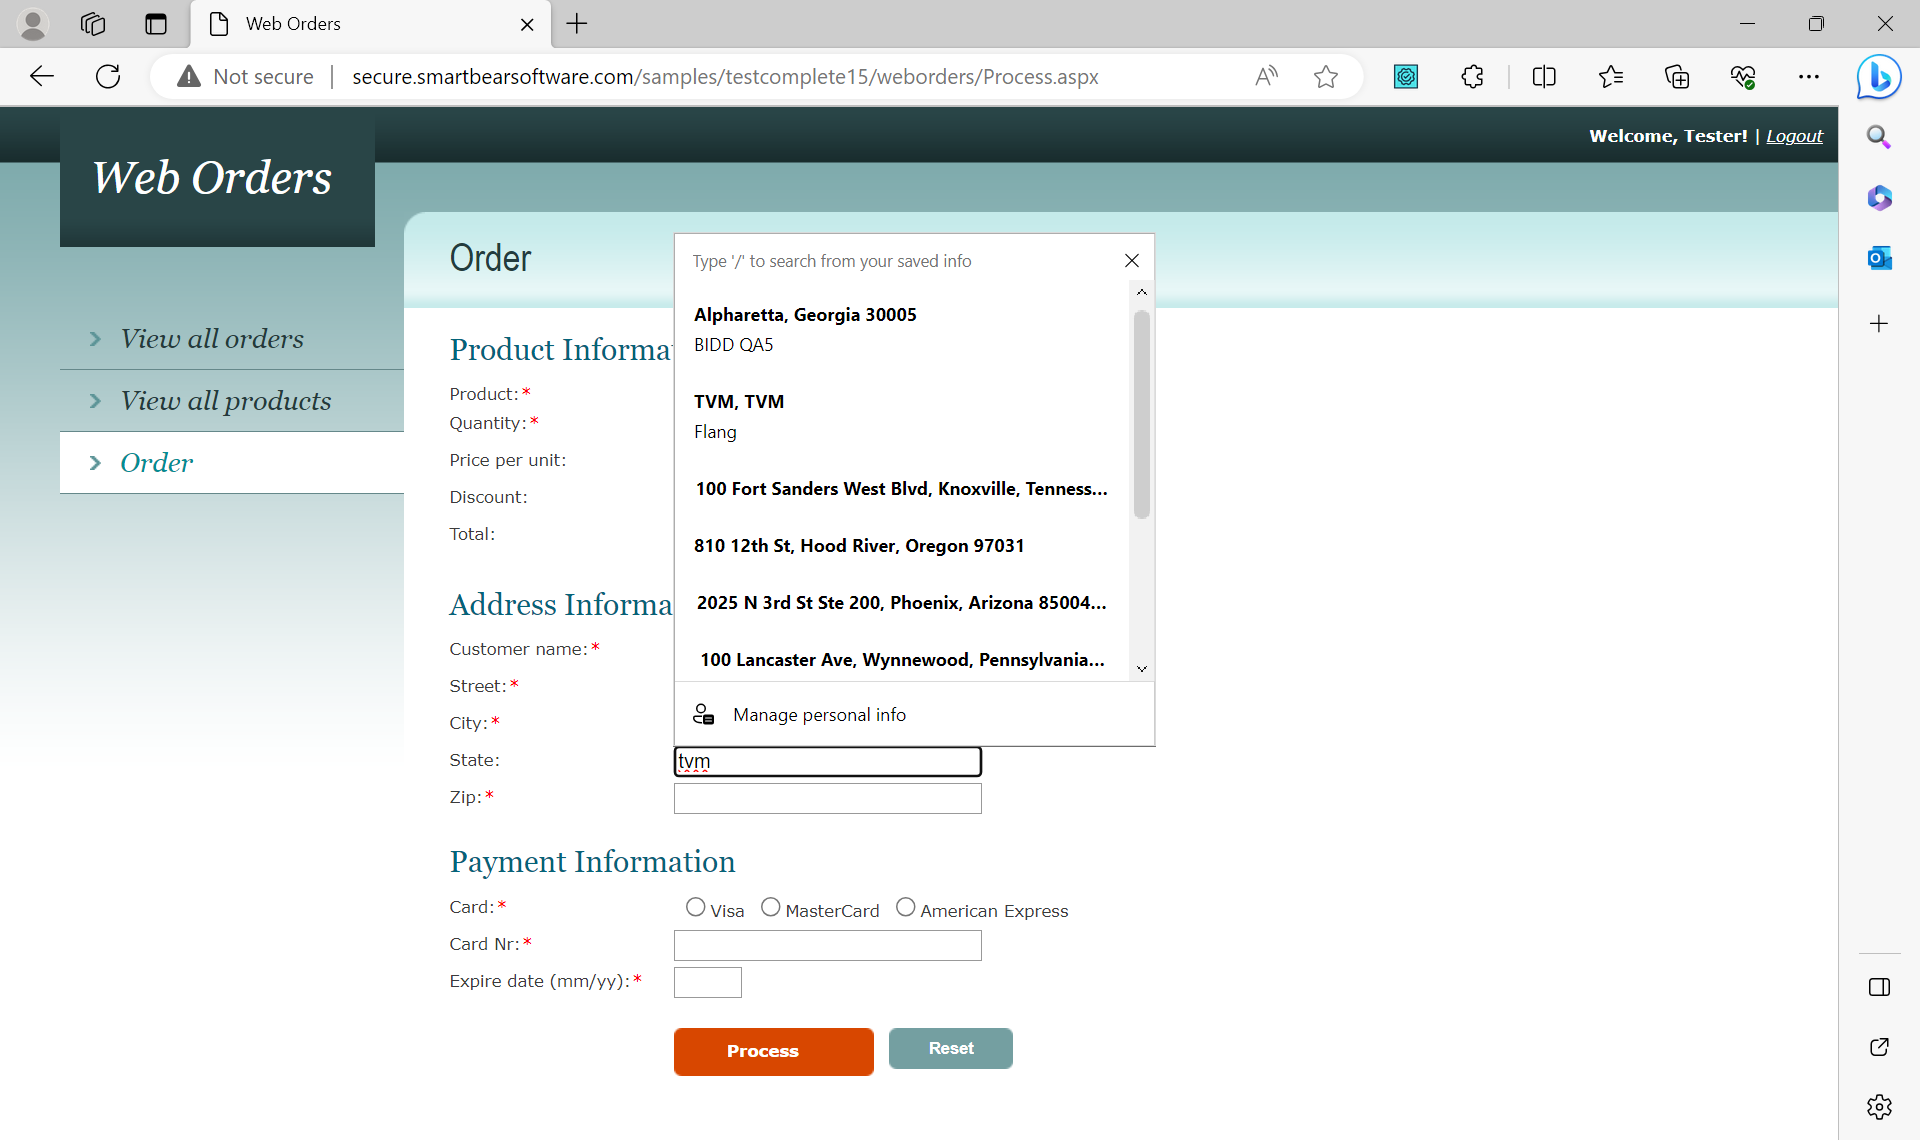 Web Orders
Not secure
secure.smartbearsoftware.com/samples/testcomplete15/weborders/Process.aspx
Welcome, Tester! | Logout
Web Orders
View all orders
View all products
Order
Order
Type '/' to search from your saved info
Alpharetta, Georgia 30005
BIDD QA5
TVM, TVM
Flang
100 Fort Sanders West Blvd, Knoxville, Tenness...
810 12th St, Hood River, Oregon 97031
2025 N 3rd St Ste 200, Phoenix, Arizona 85004...
100 Lancaster Ave, Wynnewood, Pennsylvania...
Manage personal info
Product Informa
Product:*
Quantity:*
Price per unit:
Discount:
Total:
Address Informa
Customer name:*
Street:*
City:*
State: tvm
Zip:*
Payment Information
Card:* Visa MasterCard American Express
Card Nr:*
Expire date (mm/yy):*
Process Reset